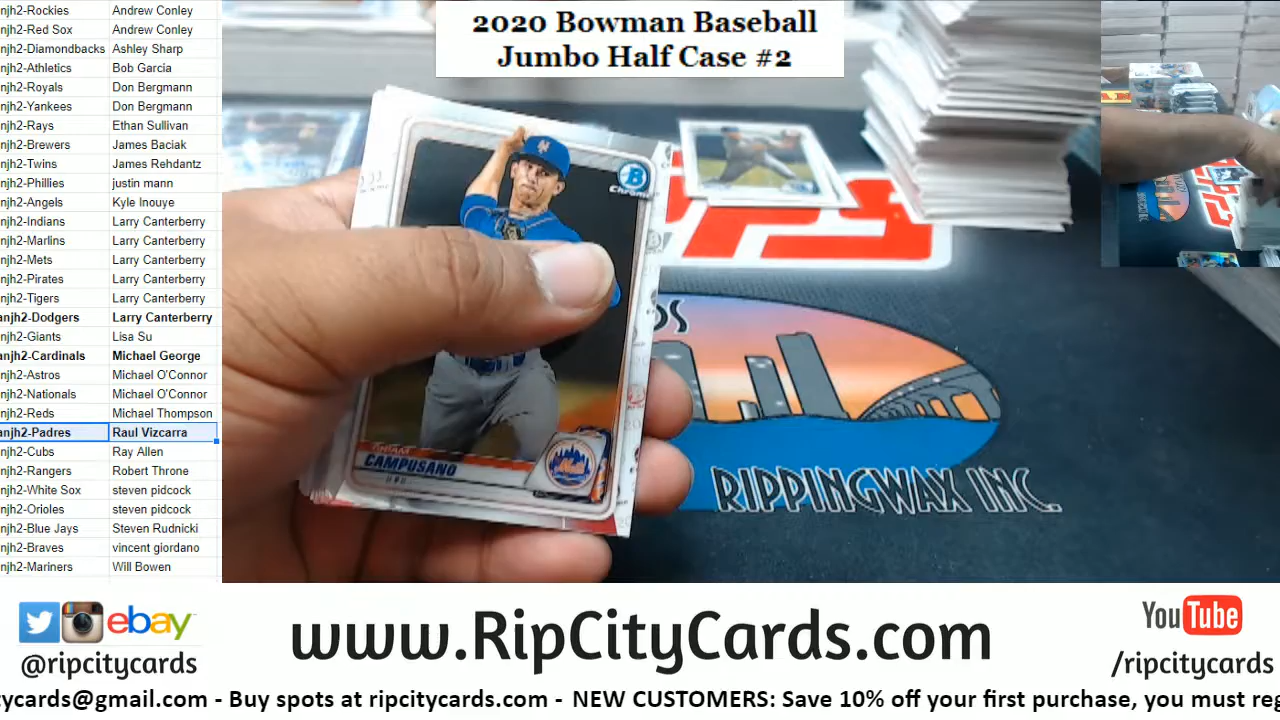 njh2-Rockies Andrew Conley
njh2-Red Sox Andrew Conley
njh2-Diamondbacks Ashley Sharp
njh2-Athletics Bob Garcia
njh2-Royals Don Bergmann
njh2-Yankees Don Bergmann
njh2-Rays Ethan Sullivan
njh2-Brewers James Baciak
njh2-Twins James Rehdantz
njh2-Phillies justin mann
njh2-Angels Kyle Inouye
njh2-Indians Larry Canterberry
njh2-Marlins Larry Canterberry
njh2-Mets Larry Canterberry
njh2-Pirates Larry Canterberry
njh2-Tigers Larry Canterberry
anjh2-Dodgers Larry Canterberry
njh2-Giants Lisa Su
anjh2-Cardinals Michael George
njh2-Astros Michael O'Connor
njh2-Nationals Michael O'Connor
njh2-Reds Michael Thompson
anjh2-Padres Raul Vizcarra
njh2-Cubs Ray Allen
njh2-Rangers Robert Throne
njh2-White Sox steven pidcock
njh2-Orioles steven pidcock
njh2-Blue Jays Steven Rudnicki
njh2-Braves vincent giordano
njh2-Mariners Will Bowen
2020 Bowman Baseball
Jumbo Half Case #2
B
Chrome
CAMPUSANO
Mets
RIPPINGWAX INC.
ebay
@ripcitycards
www.RipCityCards.com
YouTube
/ripcitycards
tycards@gmail.com - Buy spots at ripcitycards.com - NEW CUSTOMERS: Save 10% off your first purchase, you must reg